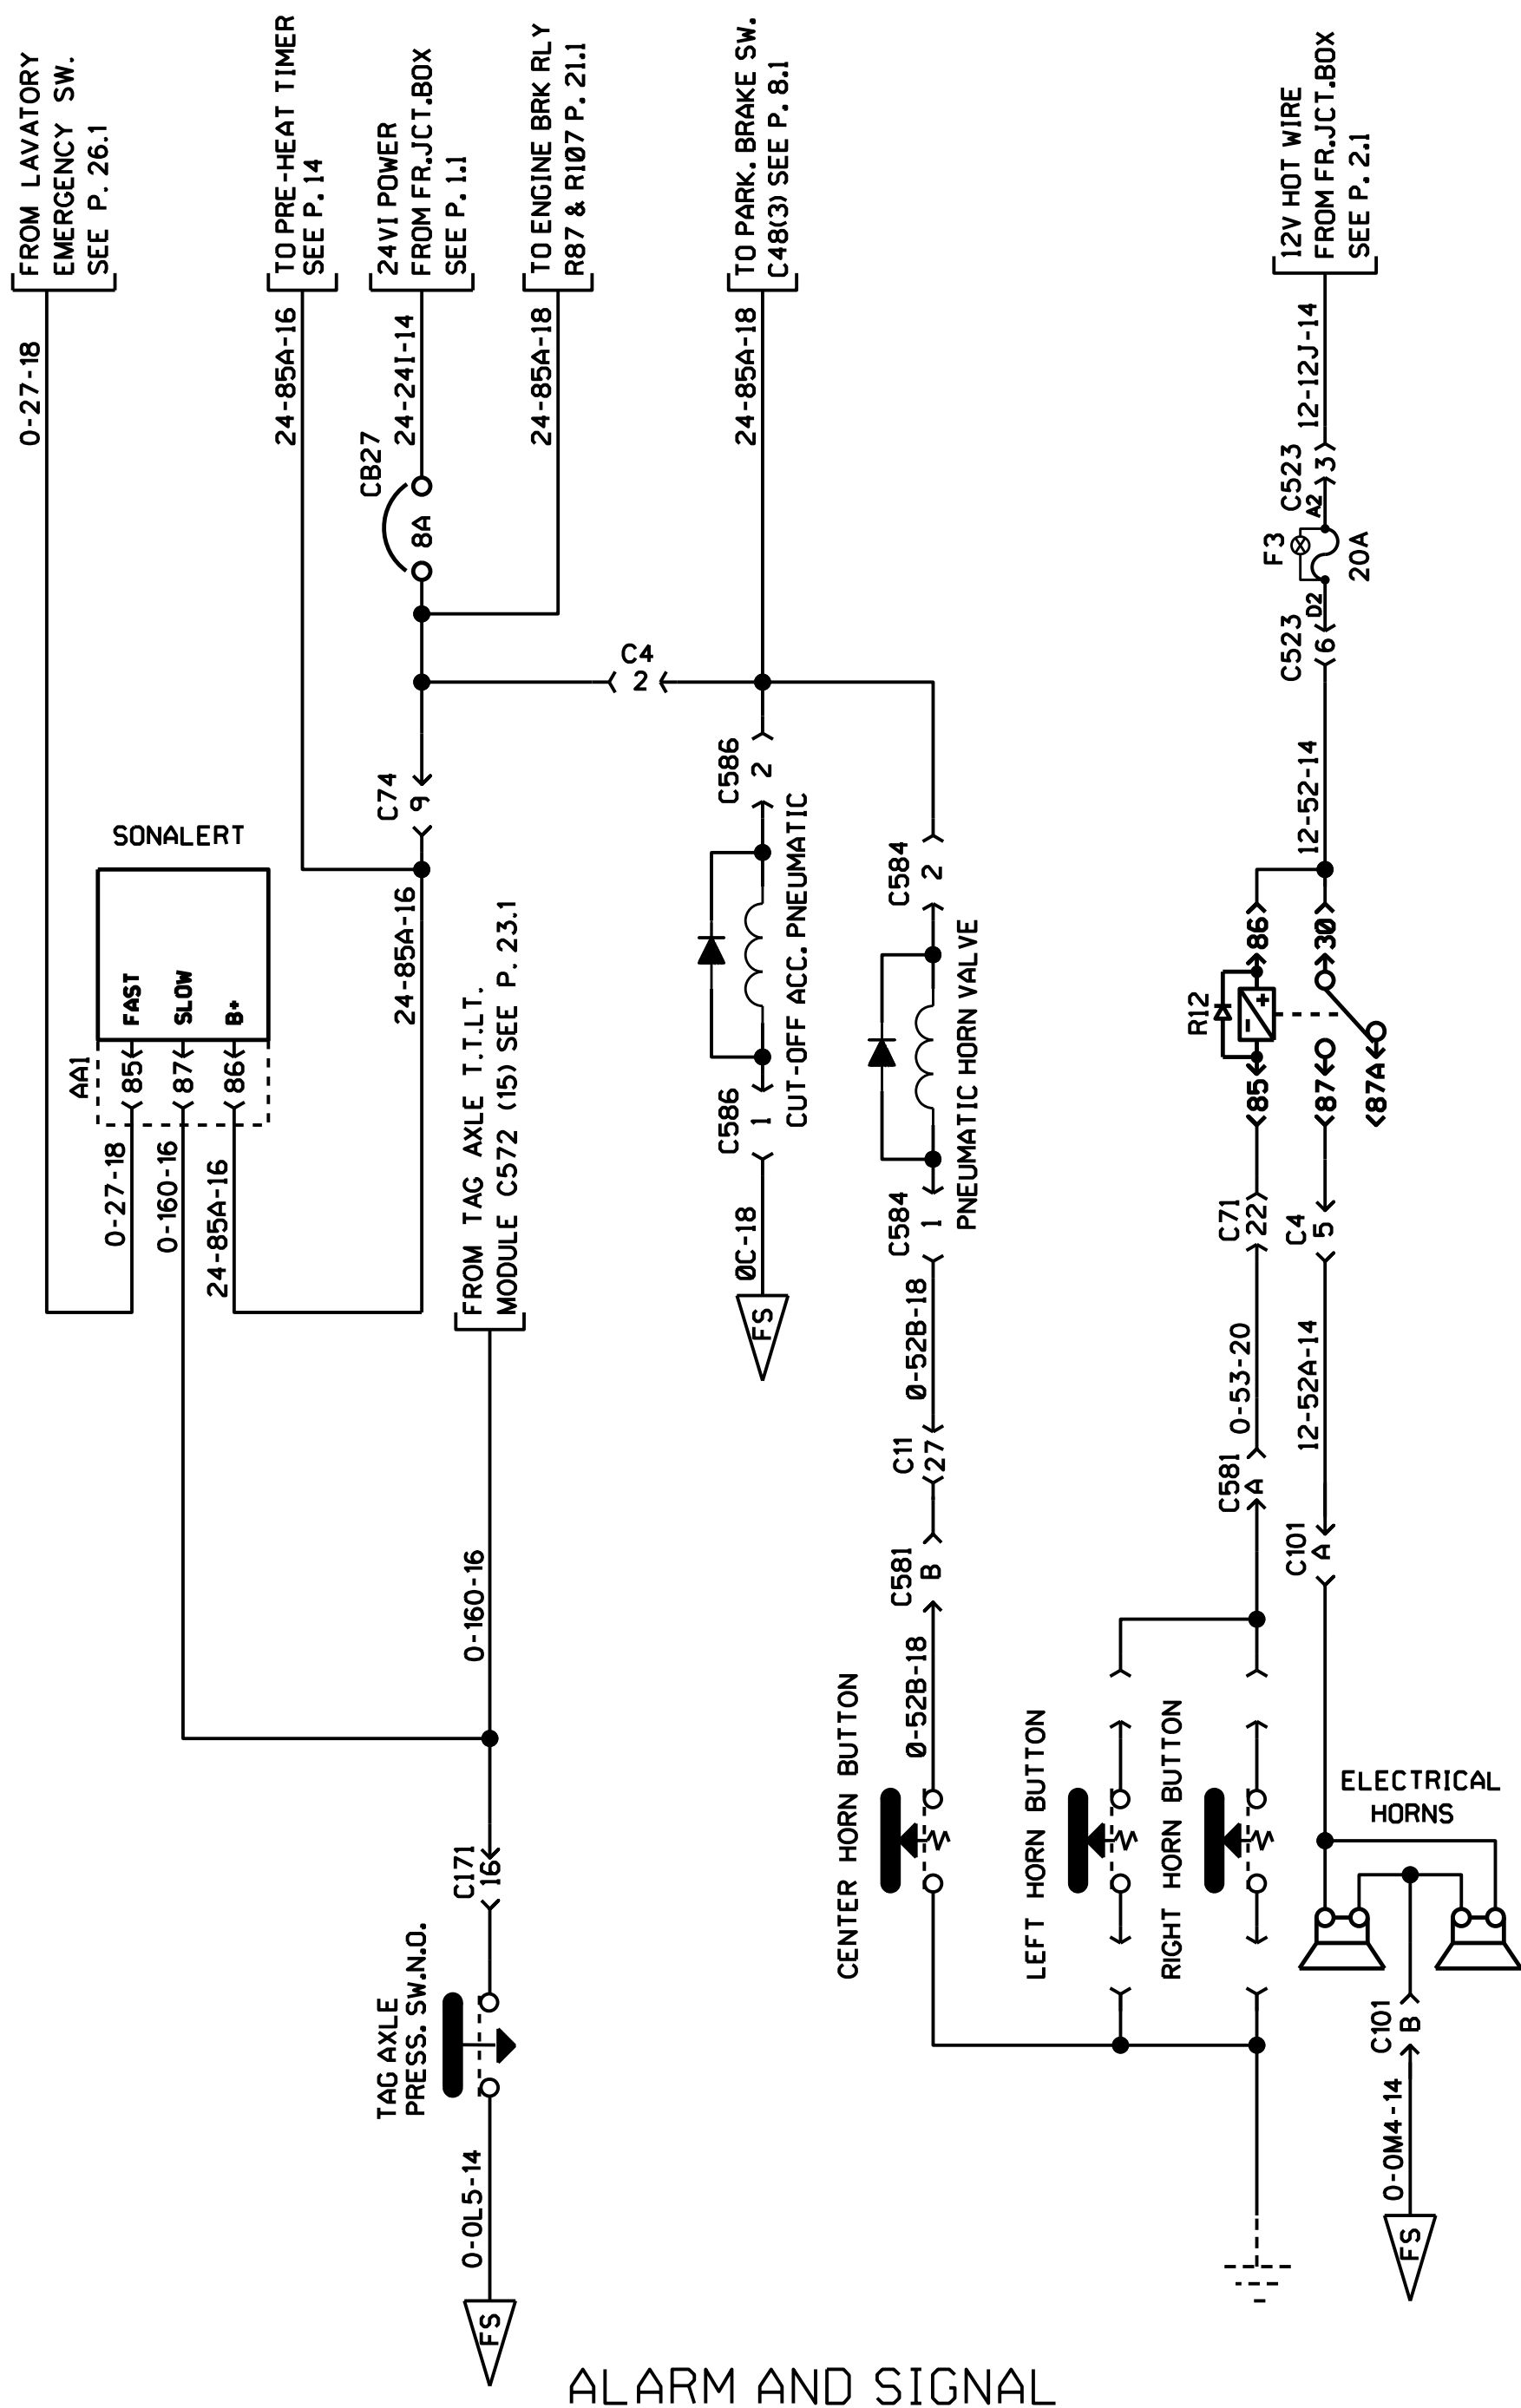 FROM LAVATORY
EMERGENCY SW.
SEE P. 26.1
0-27-18
TO PRE-HEAT TIMER
SEE P. 14
24-85A-16
24VI POWER
FROM FR.JCT.BOX
SEE P. 1.1
24-24I-14
CB27
8A
TO ENGINE BRK RLY
R87 & R107 P. 21.1
24-85A-18
TO PARK. BRAKE SW.
C48(3) SEE P. 8.1
24-85A-18
12V HOT WIRE
FROM FR.JCT.BOX
SEE P. 2.1
12-12J-14
C523
3
A2
F3
20A
D2
C523
6
C4
2
C74
9
C586
2
12-52-14
SONALERT
FAST
SLOW
B+
AA1
85
87
86
0-27-18
0-160-16
24-85A-16
24-85A-16
FROM TAG AXLE T.T.LT.
MODULE C572 (15) SEE P. 23.1
CUT-OFF ACC. PNEUMATIC
C586
1
0C-18
FS
C584
2
PNEUMATIC HORN VALVE
C584
1
0-52B-18
C11
27
C581
B
0-52B-18
R12
86
30
85
87
87A
C71
22
C4
5
0-53-20
12-52A-14
C581
A
C101
A
0-160-16
C171
16
TAG AXLE
PRESS. SW.N.O.
0-0L5-14
FS
CENTER HORN BUTTON
LEFT HORN BUTTON
RIGHT HORN BUTTON
ELECTRICAL
HORNS
C101
B
0-0M4-14
FS
ALARM AND SIGNAL